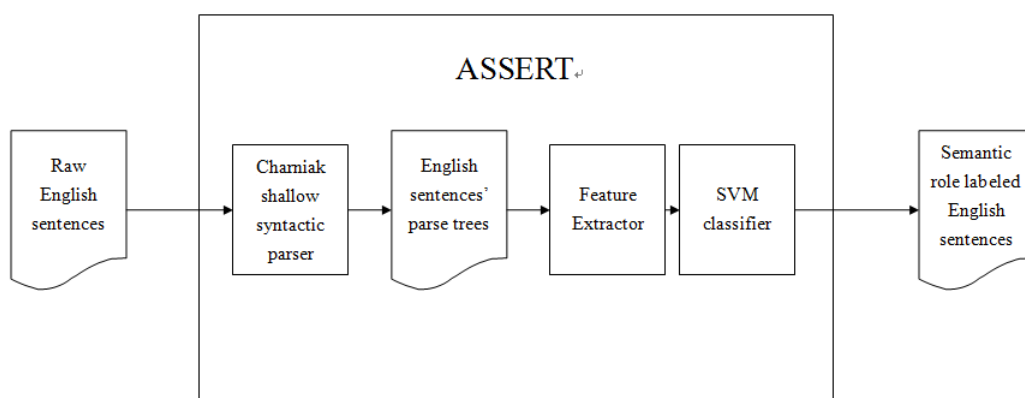 ASSERT
Raw
English
sentences
Charniak
shallow
syntactic
parser
English
sentences’
parse trees
Feature
Extractor
SVM
classifier
Semantic
role labeled
English
sentences